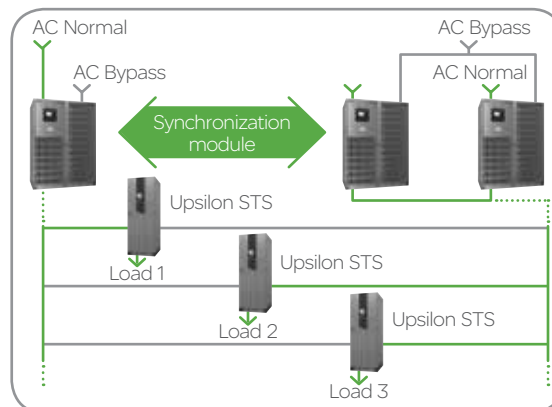 AC Normal
AC Bypass
AC Bypass
AC Normal
Synchronization
module
Upsilon STS
Load 1
Upsilon STS
Load 2
Upsilon STS
Load 3